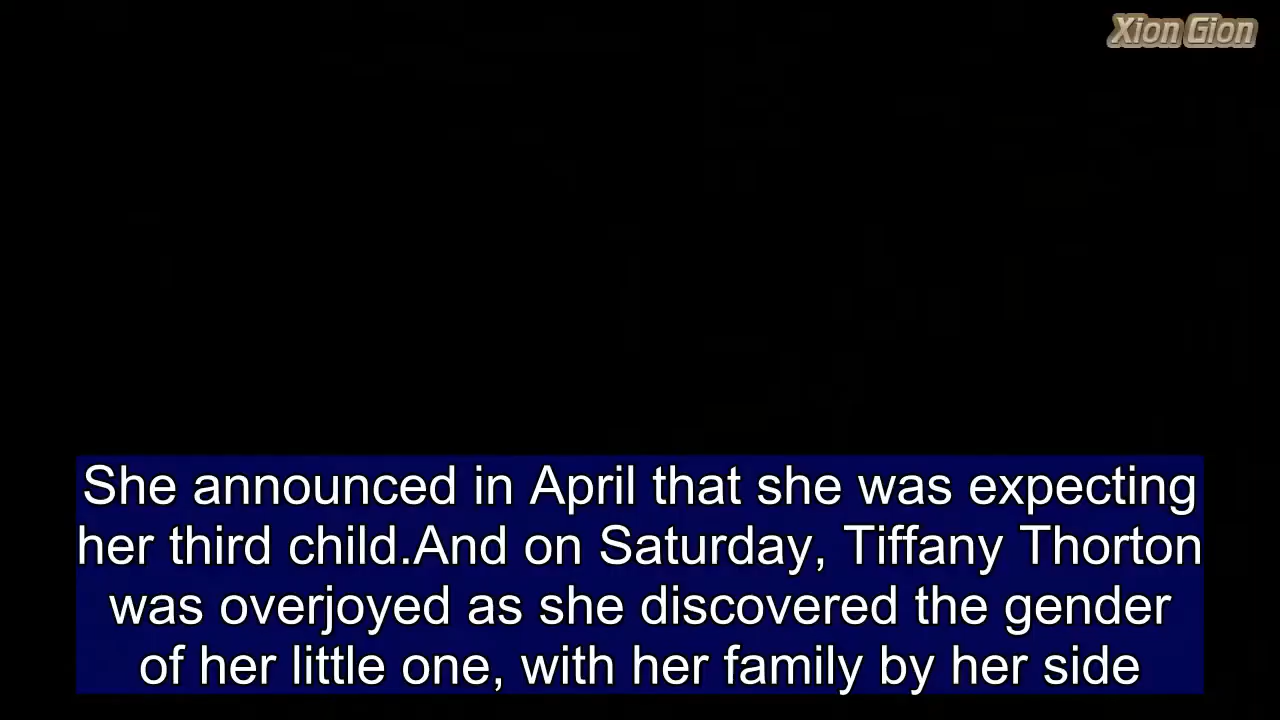 Xion Gion
She announced in April that she was expecting
her third child.And on Saturday, Tiffany Thorton
was overjoyed as she discovered the gender
of her little one, with her family by her side